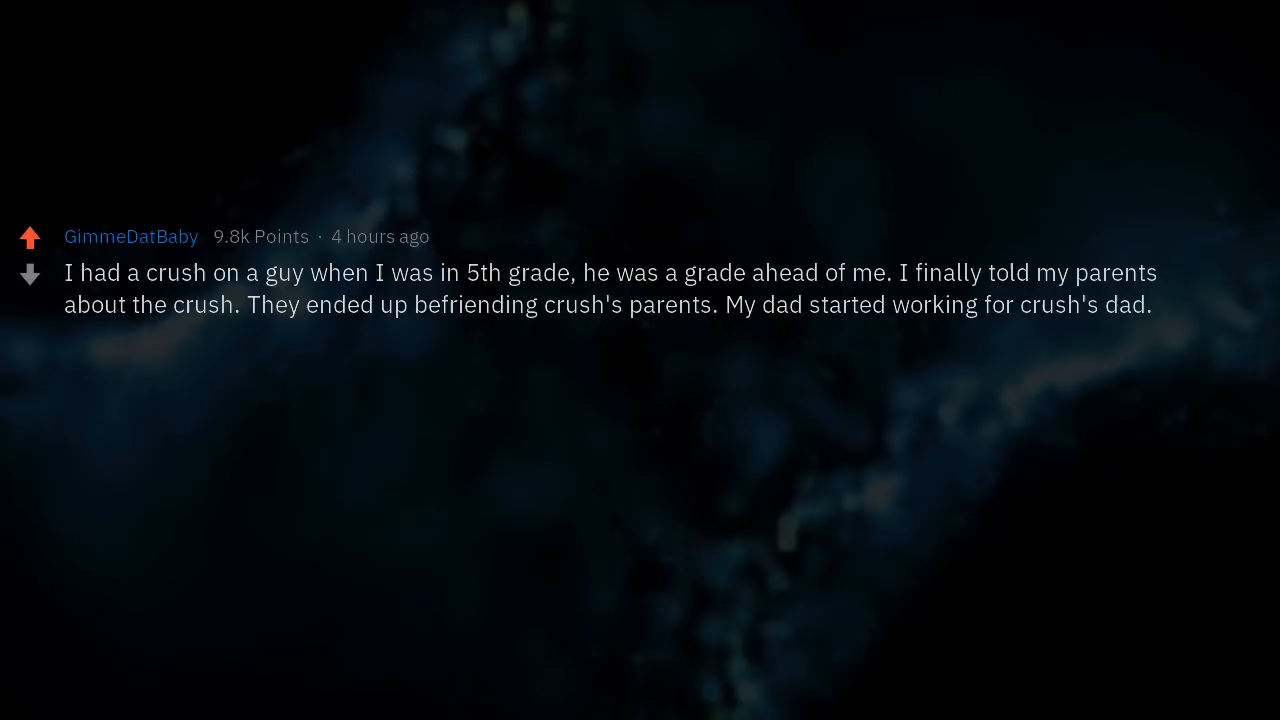 GimmeDatBaby 9.8k Points · 4 hours ago
I had a crush on a guy when I was in 5th grade, he was a grade ahead of me. I finally told my parents
about the crush. They ended up befriending crush's parents. My dad started working for crush's dad.